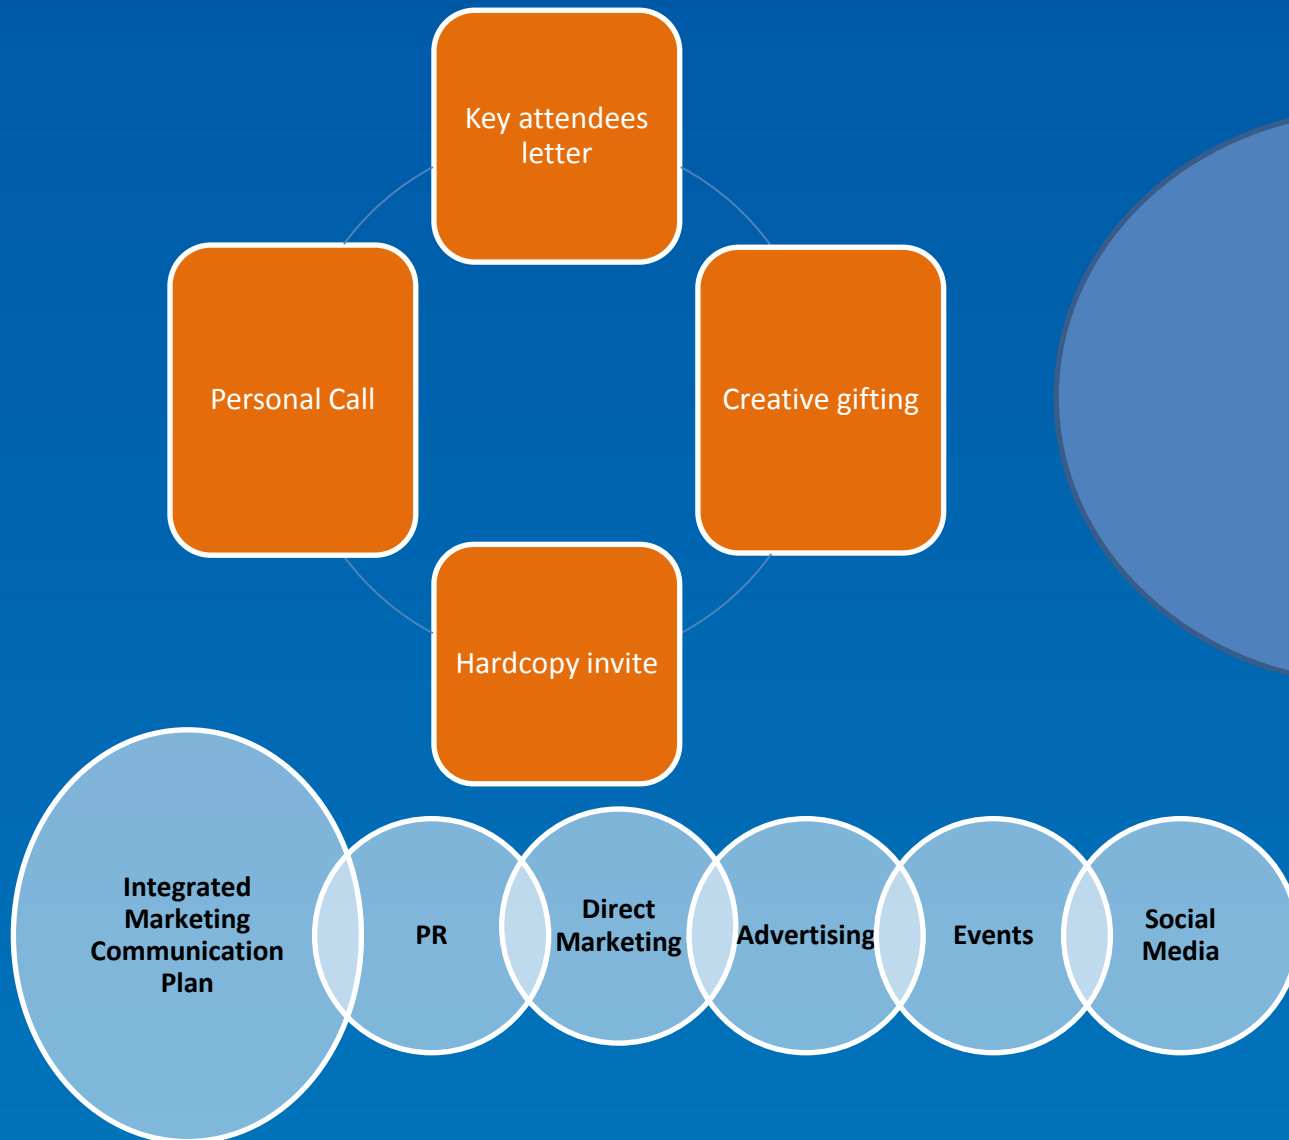 Key attendees
letter
Personal Call
Creative gifting
Hardcopy invite
Integrated
Marketing
Communication
Plan
PR
Direct
Marketing
Advertising
Events
Social
Media